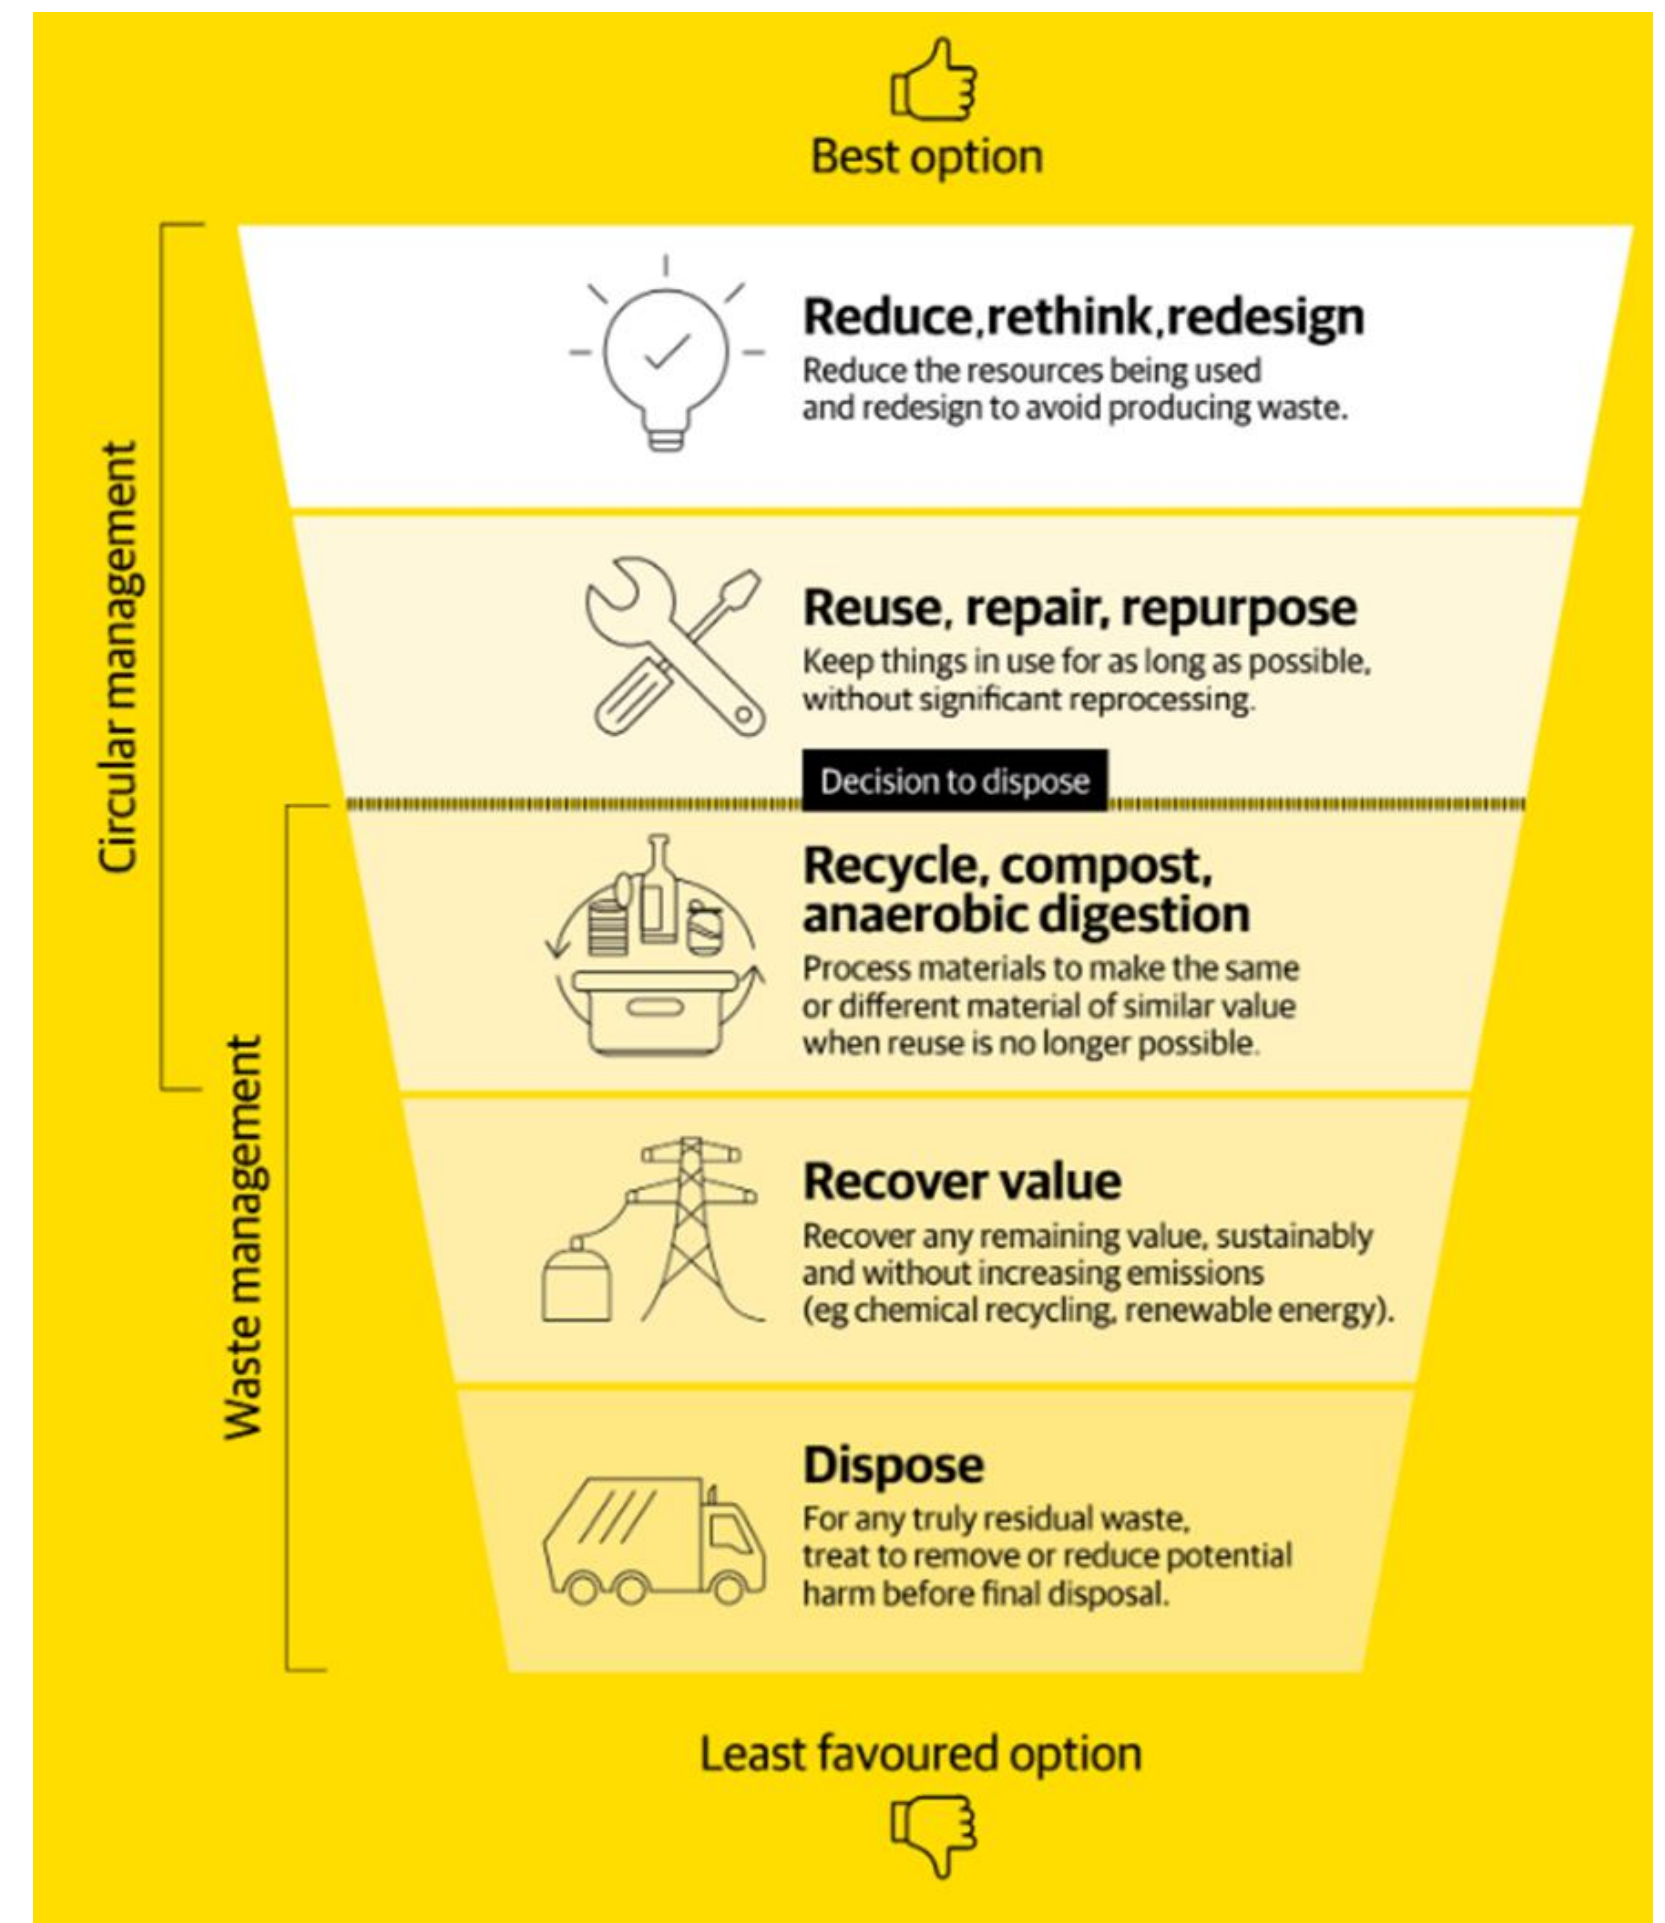 Best option
Circular management
Reduce,rethink,redesign
Reduce the resources being used
and redesign to avoid producing waste.
Reuse, repair, repurpose
Keep things in use for as long as possible,
without significant reprocessing.
Decision to dispose
Waste management
Recycle, compost,
anaerobic digestion
Process materials to make the same
or different material of similar value
when reuse is no longer possible.
Recover value
Recover any remaining value, sustainably
and without increasing emissions
(eg chemical recycling, renewable energy).
Dispose
For any truly residual waste,
treat to remove or reduce potential
harm before final disposal.
Least favoured option